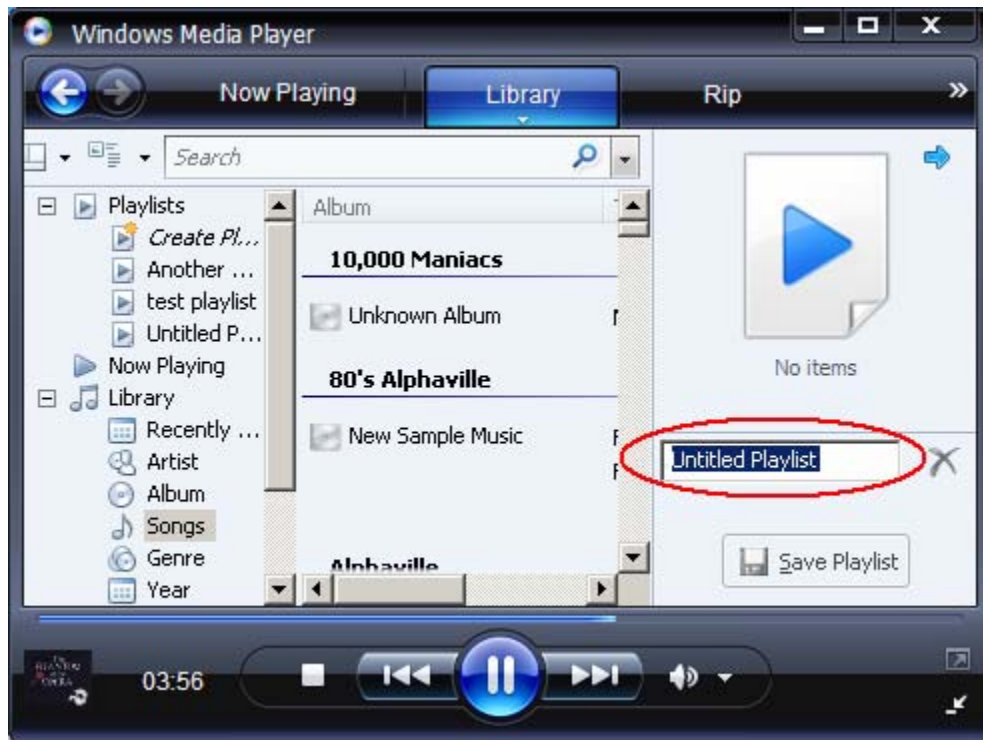 Windows Media Player
Now Playing
Library
Rip
Search
Playlists
Create Pl...
Another ...
test playlist
Untitled P...
Now Playing
Library
Recently ...
Artist
Album
Songs
Genre
Year
Album
10,000 Maniacs
Unknown Album
80's Alphaville
New Sample Music
Alphaville
No items
Untitled Playlist
Save Playlist
03:56